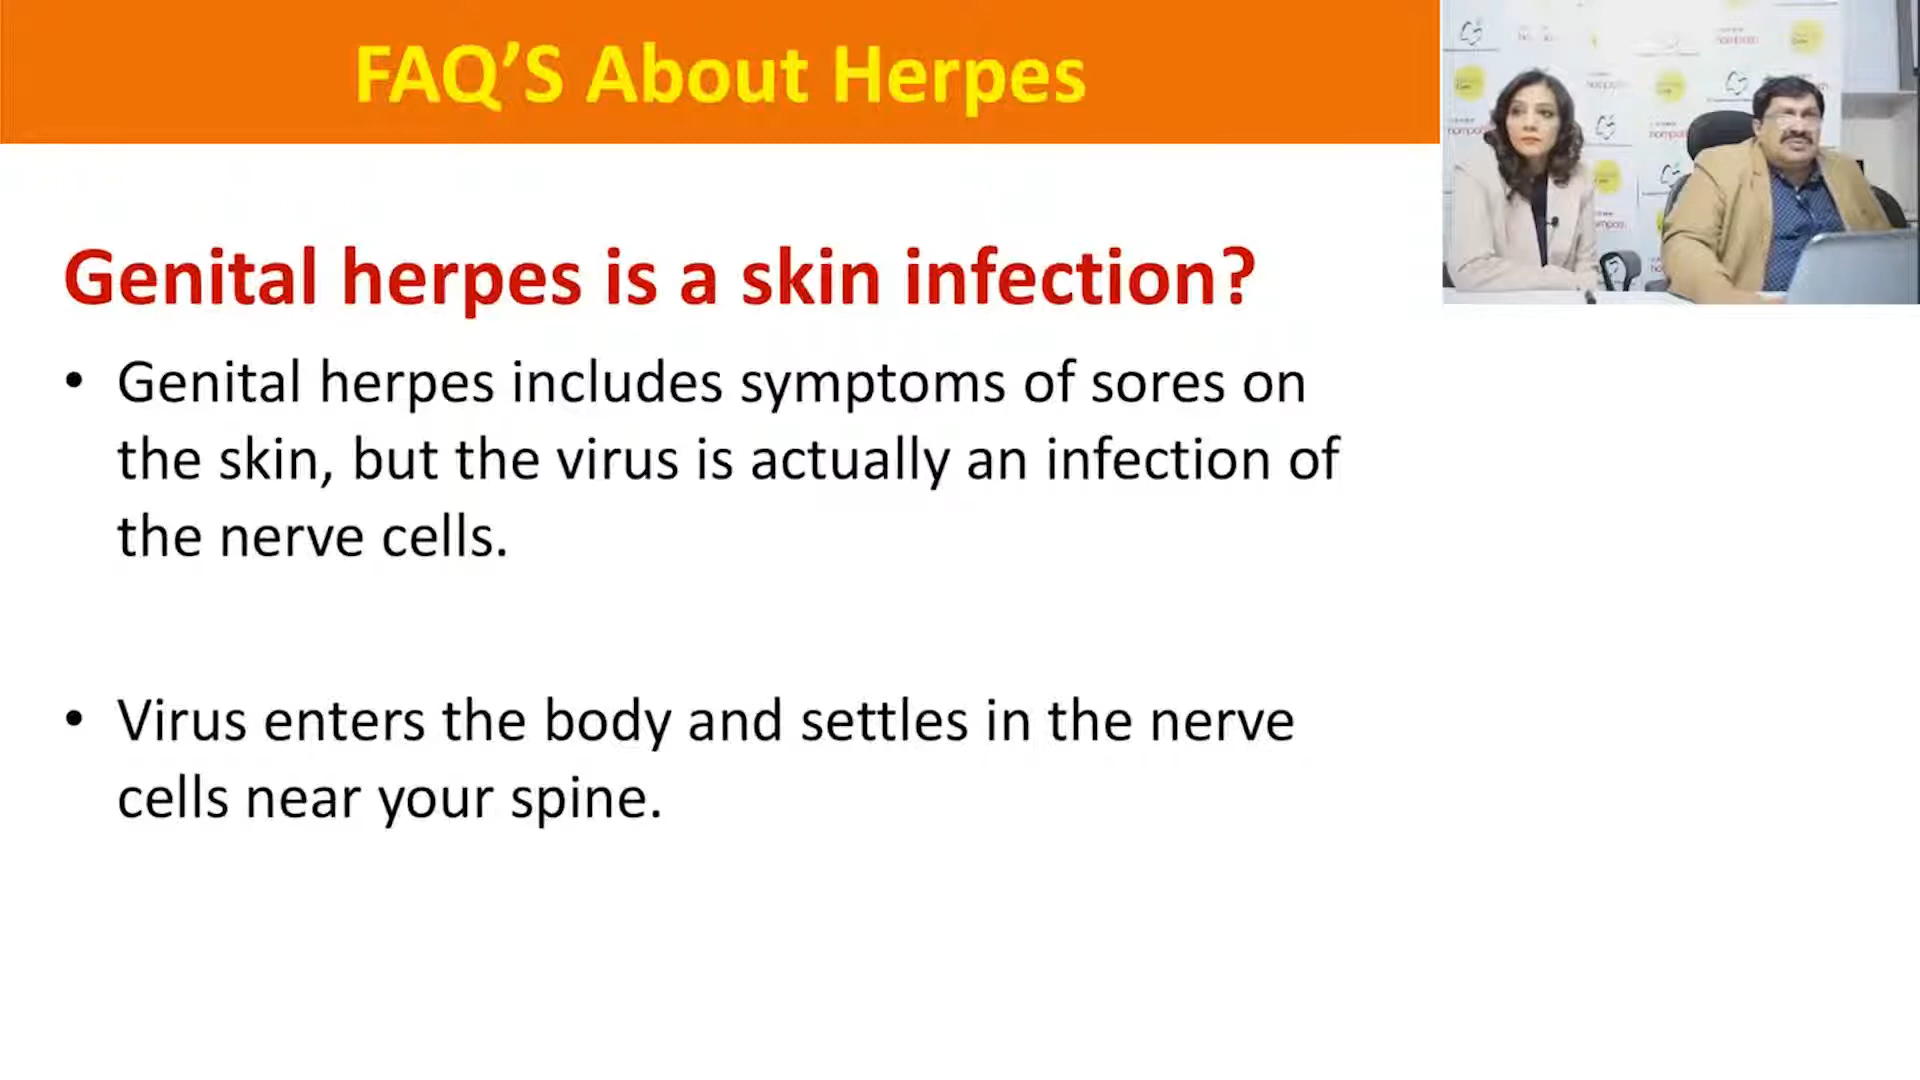 FAQ’S About Herpes
Genital herpes is a skin infection?
• Genital herpes includes symptoms of sores on
the skin, but the virus is actually an infection of
the nerve cells.
• Virus enters the body and settles in the nerve
cells near your spine.